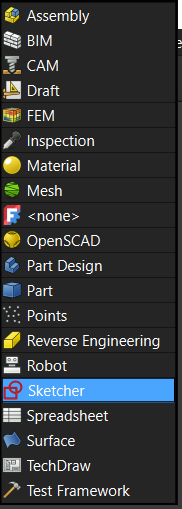 Assembly
BIM
CAM
Draft
FEM
Inspection
Material
Mesh
<none>
OpenSCAD
Part Design
Part
Points
Reverse Engineering
Robot
Sketcher
Spreadsheet
Surface
TechDraw
Test Framework